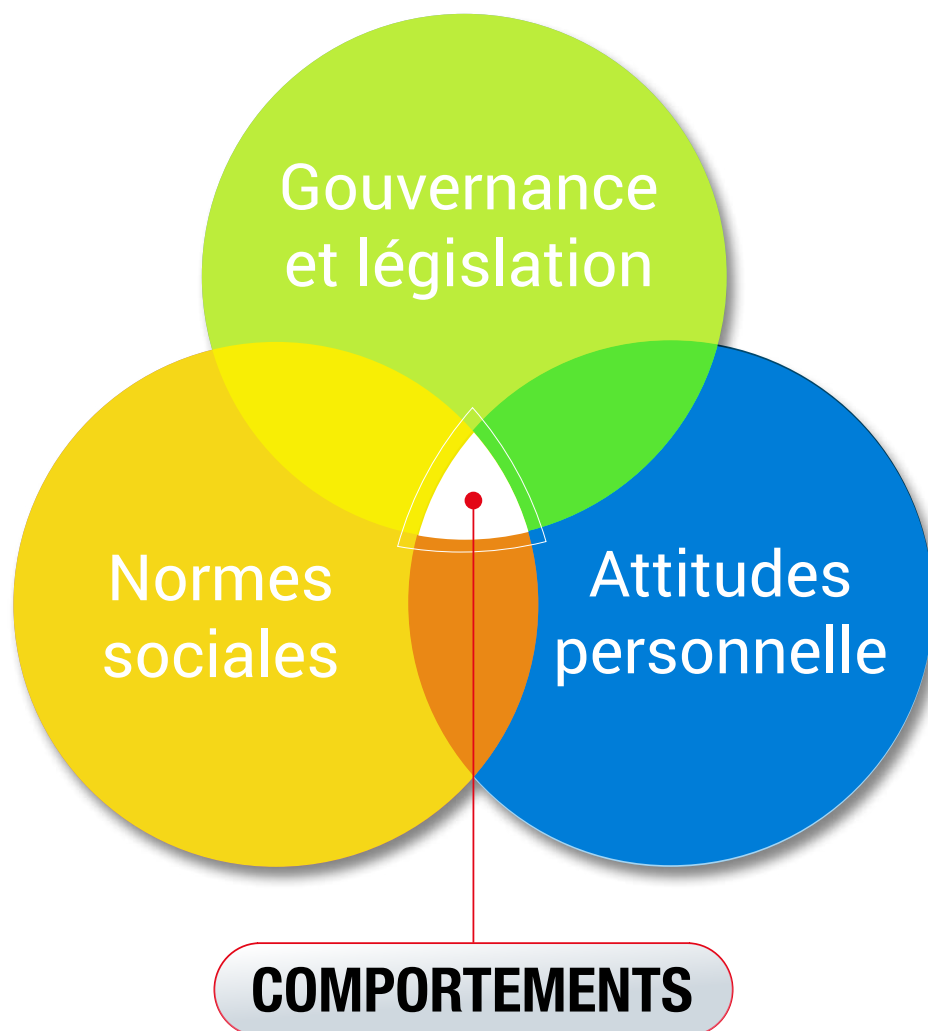 Gouvernance
et législation
Normes
sociales
Attitudes
personnelle
COMPORTEMENTS